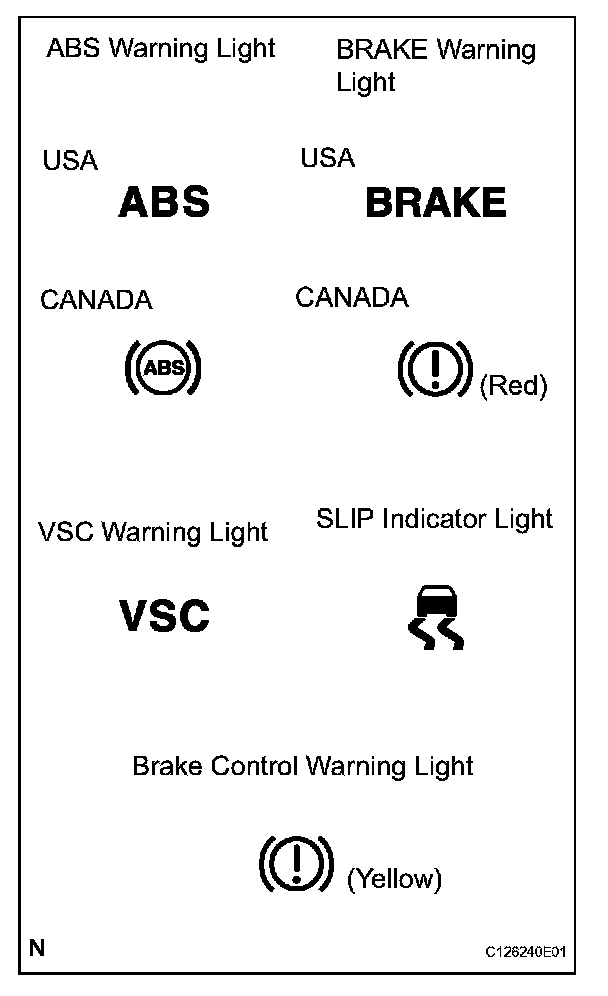 ABS Warning Light
BRAKE Warning
Light
USA
ABS
USA
BRAKE
CANADA
ABS
CANADA
! (Red)
VSC Warning Light
VSC
SLIP Indicator Light
Brake Control Warning Light
! (Yellow)
N
C126240E01